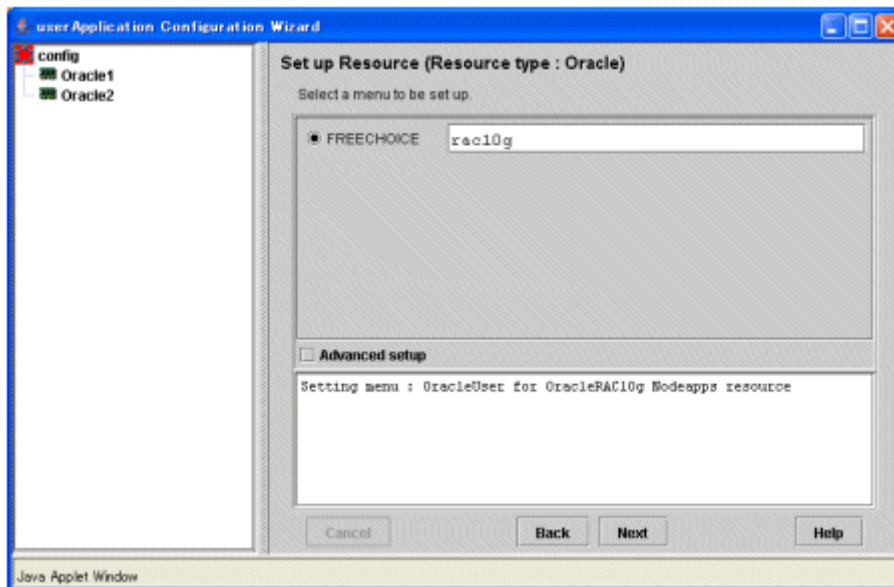 userApplication Configuration Wizard
config
Oracle1
Oracle2
Set up Resource (Resource type : Oracle)
Select a menu to be set up.
FREECHOICE rac10g
Advanced setup
Setting menu : OracleUser for OracleRAC10g Nodeapps resource
Cancel Back Next Help
Java Applet Window